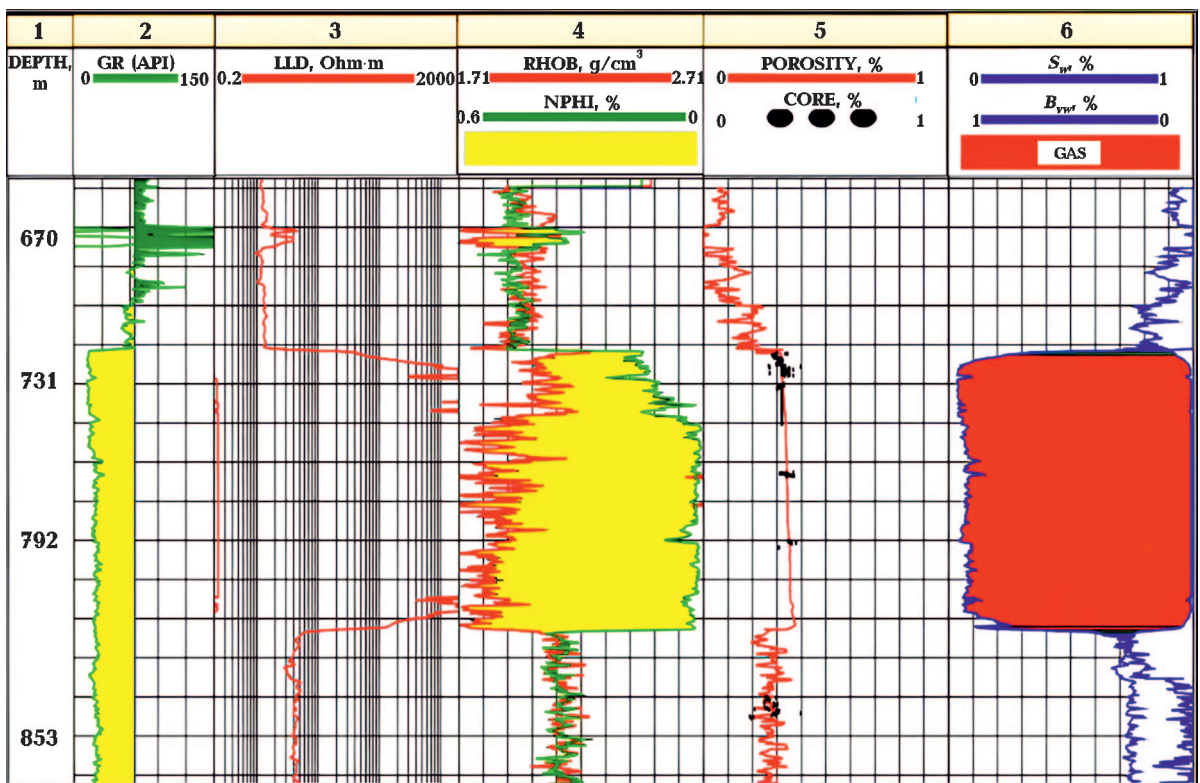 1 2 3 4 5 6
DEPTH, m
GR (API)
0 150
LLD, Ohm·m
0.2 2000
RHOB, g/cm³
1.71 2.71
NPHI, %
0.6 0
POROSITY, %
0 1
CORE, %
0 1
Sw, %
0 1
Bvw, %
1 0
GAS
670
731
792
853